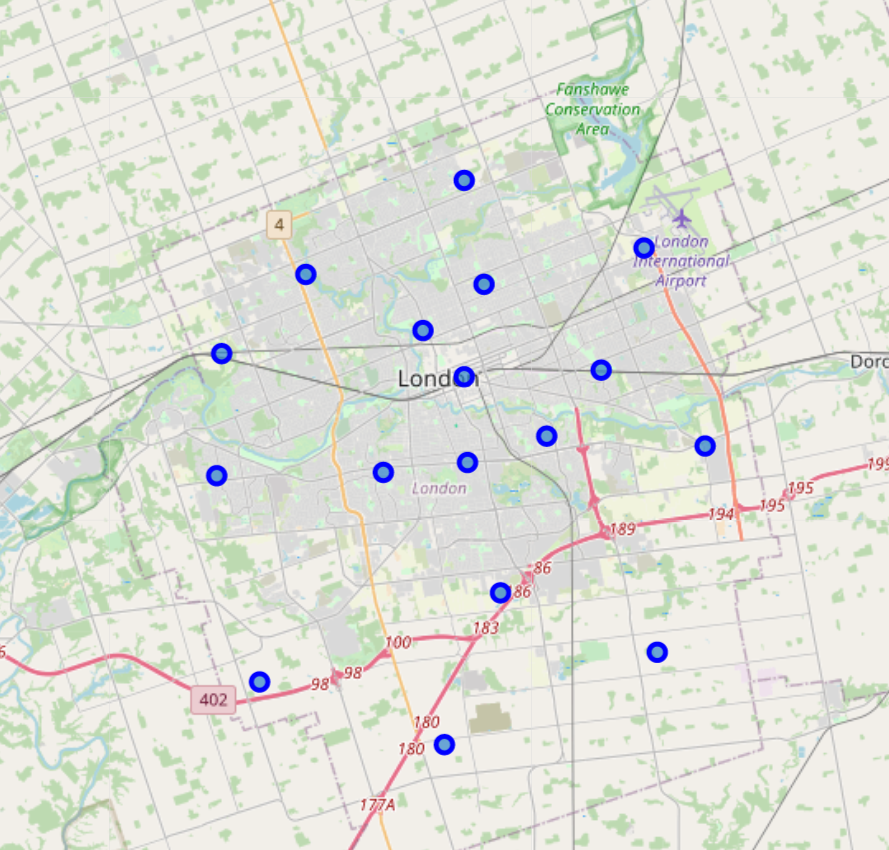 Fanshawe
Conservation
Area
4
London
International
Airport
London
Dorc
London
199
195
195
194
189
86
86
183
100
98
98
402
180
180
177A